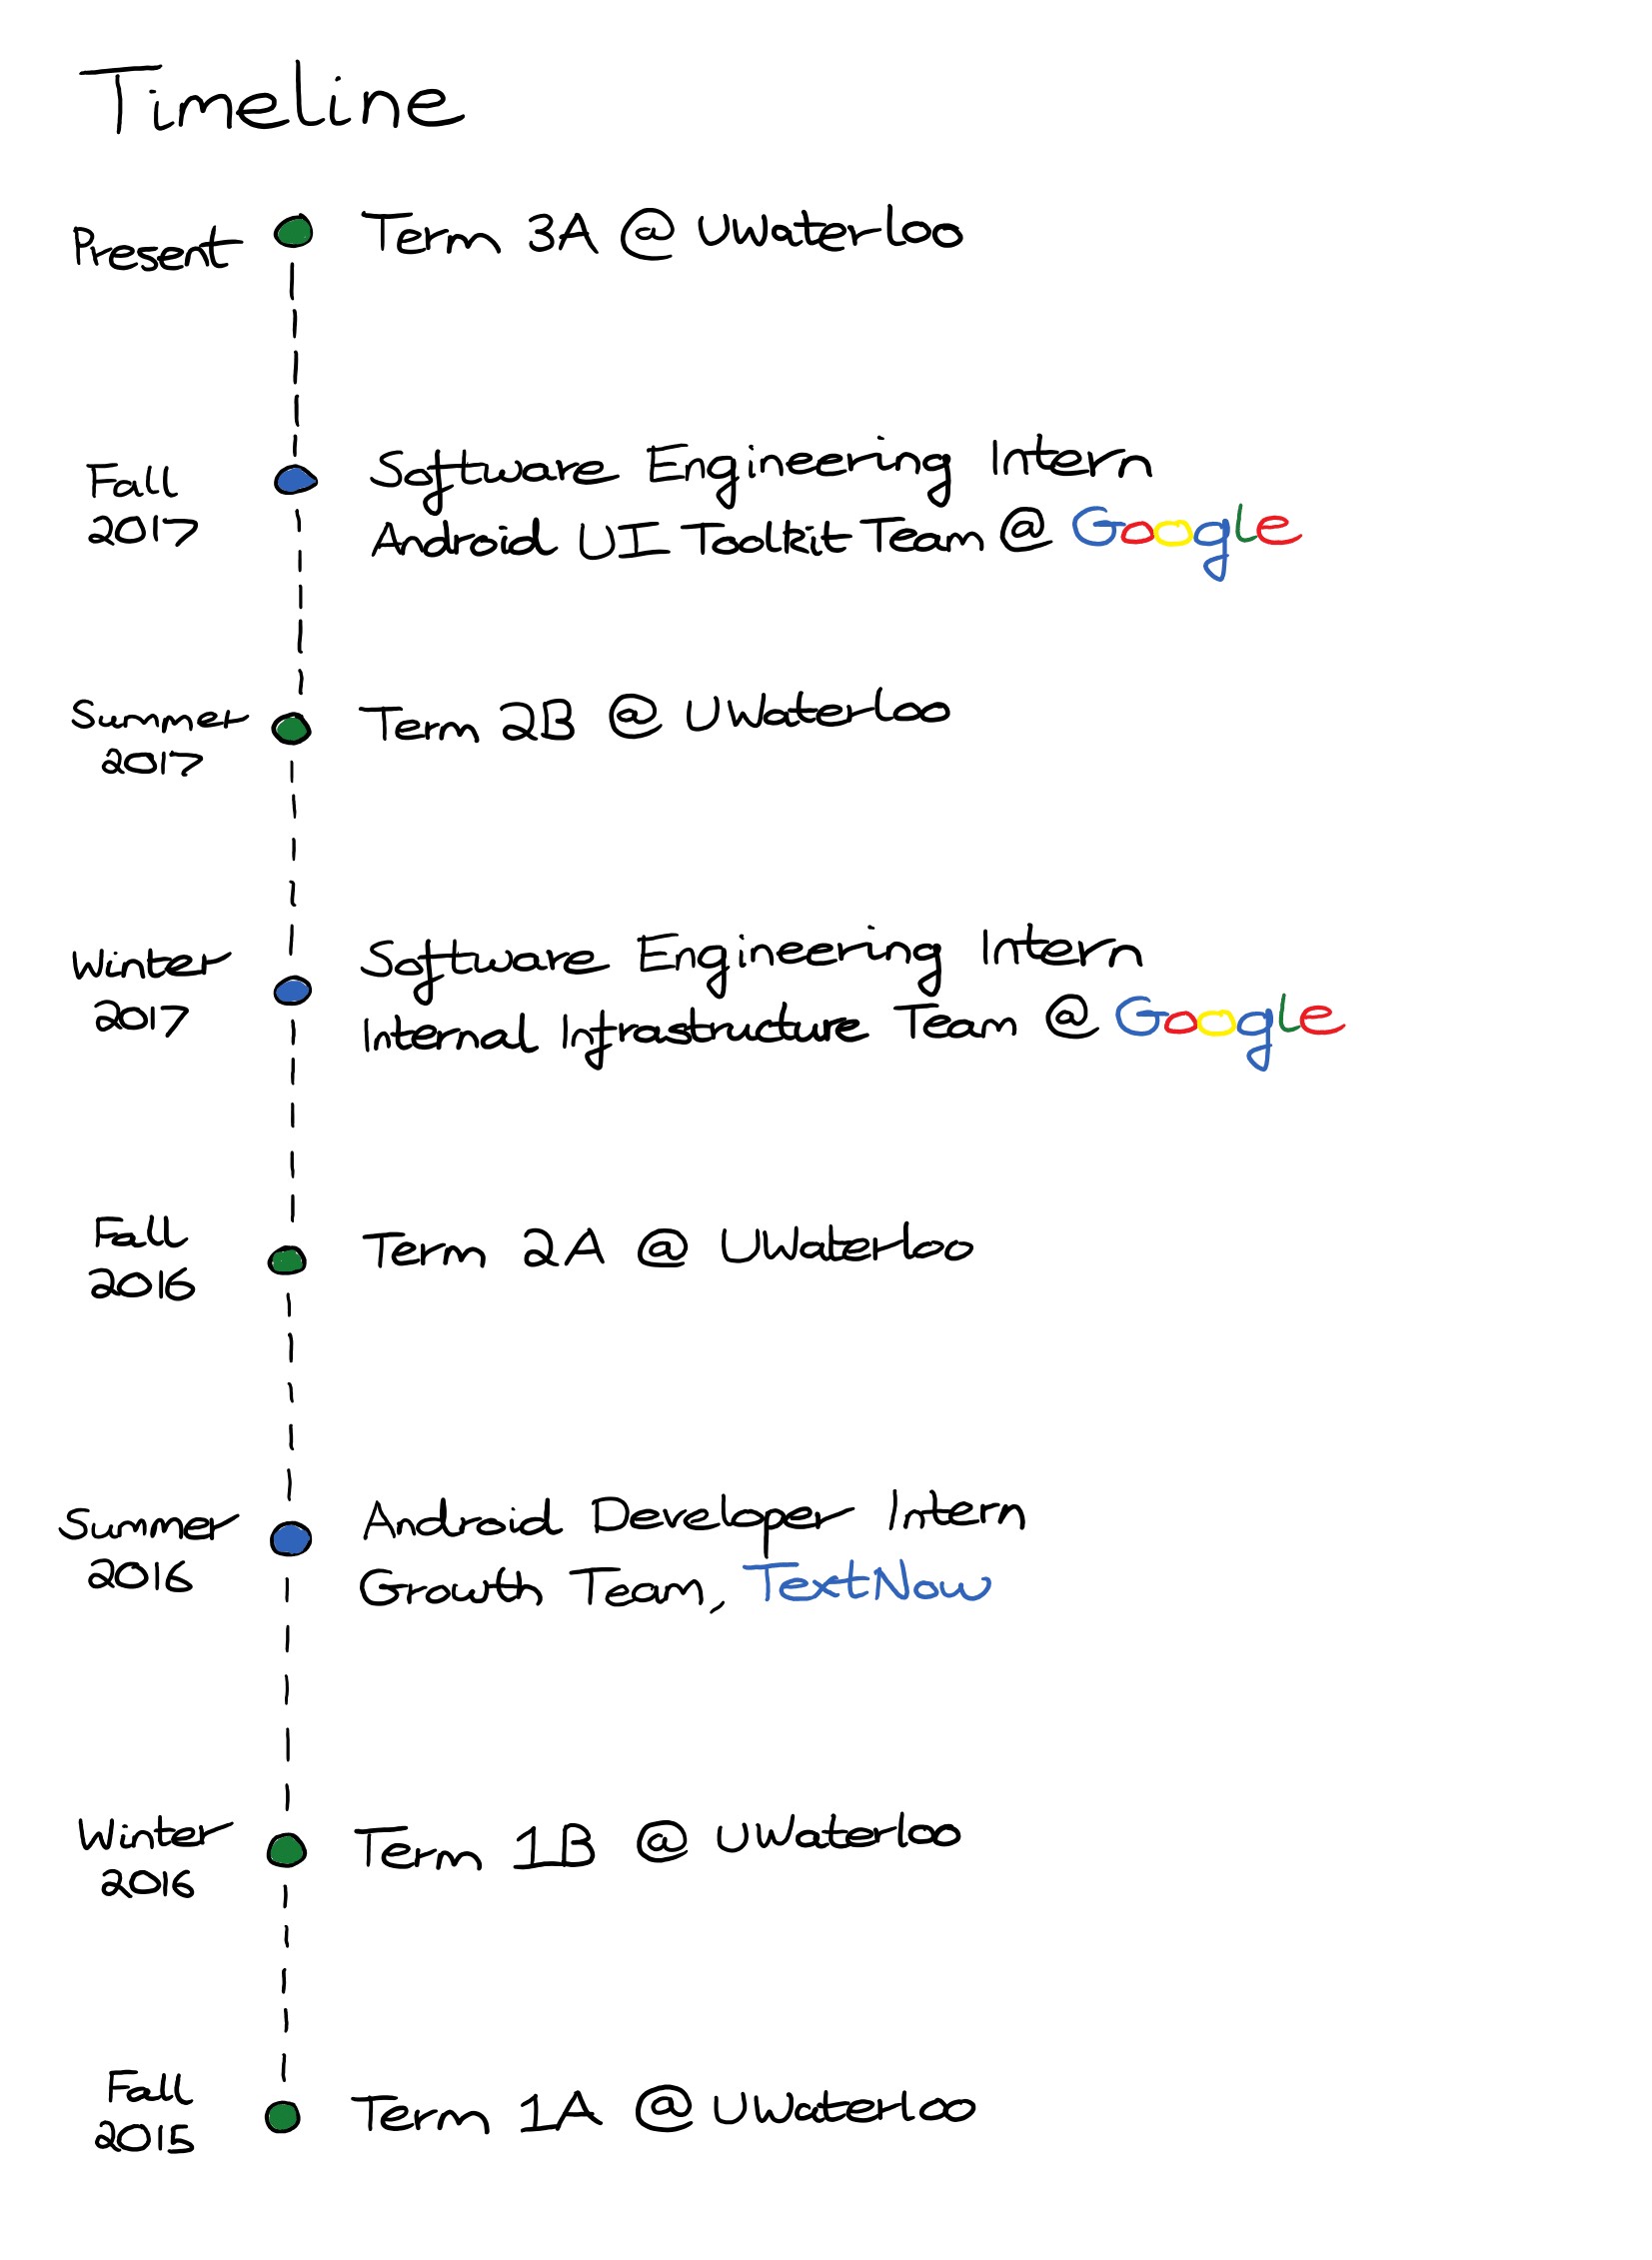 Timeline
Present
Term 3A @ UWaterloo
Fall
2017
Software Engineering Intern
Android UI Toolkit Team @ Google
Summer
2017
Term 2B @ UWaterloo
Winter
2017
Software Engineering Intern
Internal Infrastructure Team @ Google
Fall
2016
Term 2A @ UWaterloo
Summer
2016
Android Developer Intern
Growth Team, TextNow
Winter
2016
Term 1B @ UWaterloo
Fall
2015
Term 1A @ UWaterloo